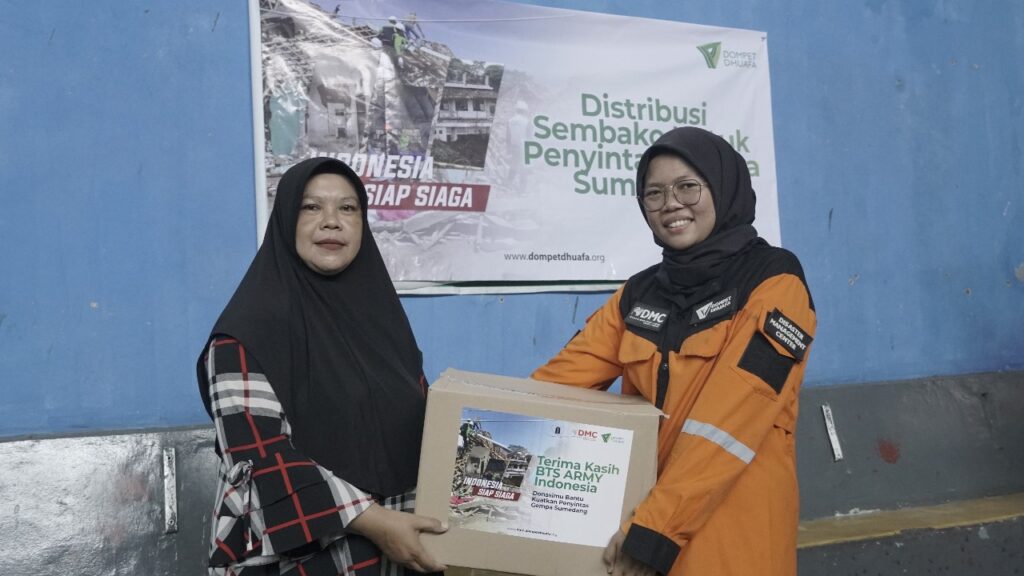 DOMPET
DHUAFA
Distribusi
Sembako
Penyinta
Sume
INDONESIA
SIAP SIAGA
www.dompetdhuafa.org
DMC
DOMPET
DHUAFA
DISASTER
MANAGEMENT
CENTER
DMC
Terima Kasih
BTS ARMY
Indonesia
INDONESIA
SIAP SIAGA
Donasimu Bantu
Kuatkan Penyintas
Gempa Sumedang